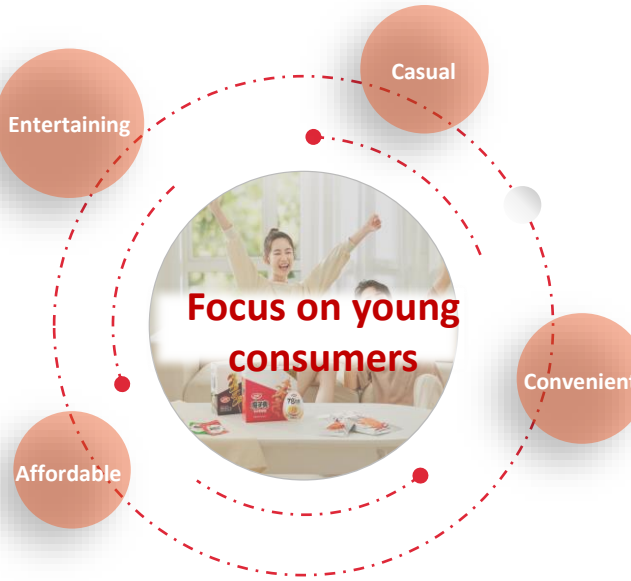 Casual
Entertaining
Focus on young
consumers
Convenient
Affordable